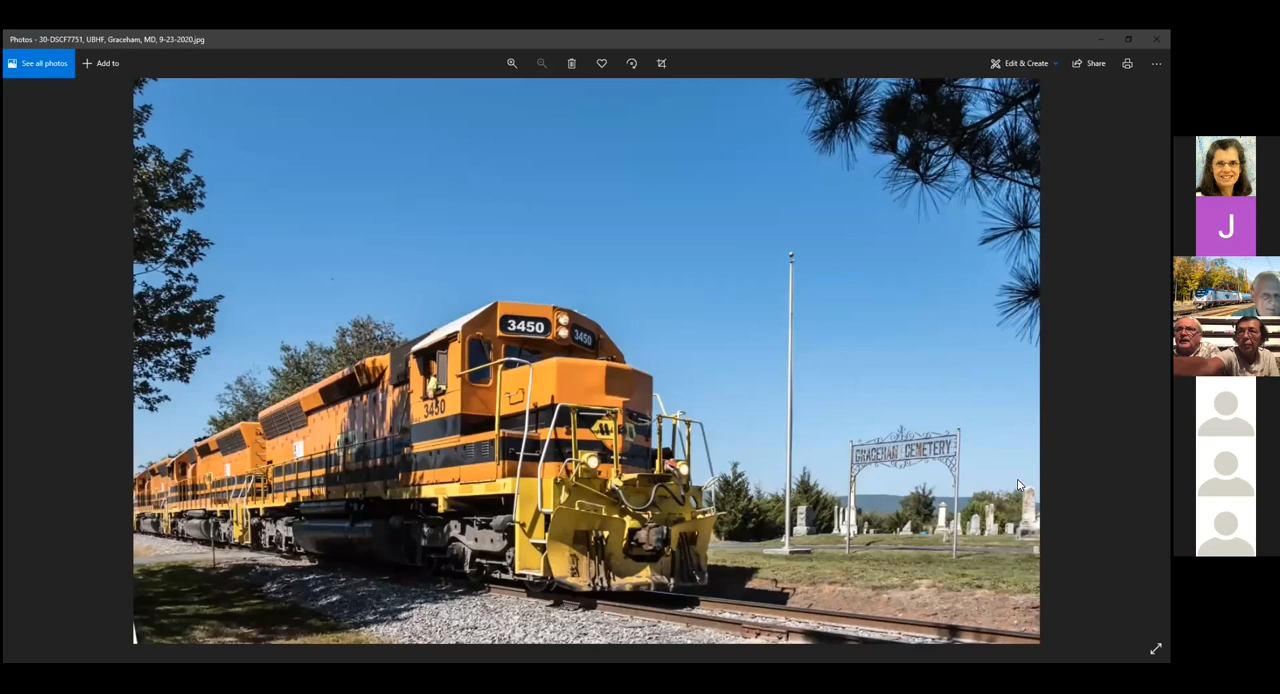 Photos - 30-DSCF7751, UBHF, Graceham, MD, 9-23-2020.jpg
See all photos
Add to
Edit & Create
Share
3450
3450
3450
GRACEHAM CEMETERY
J